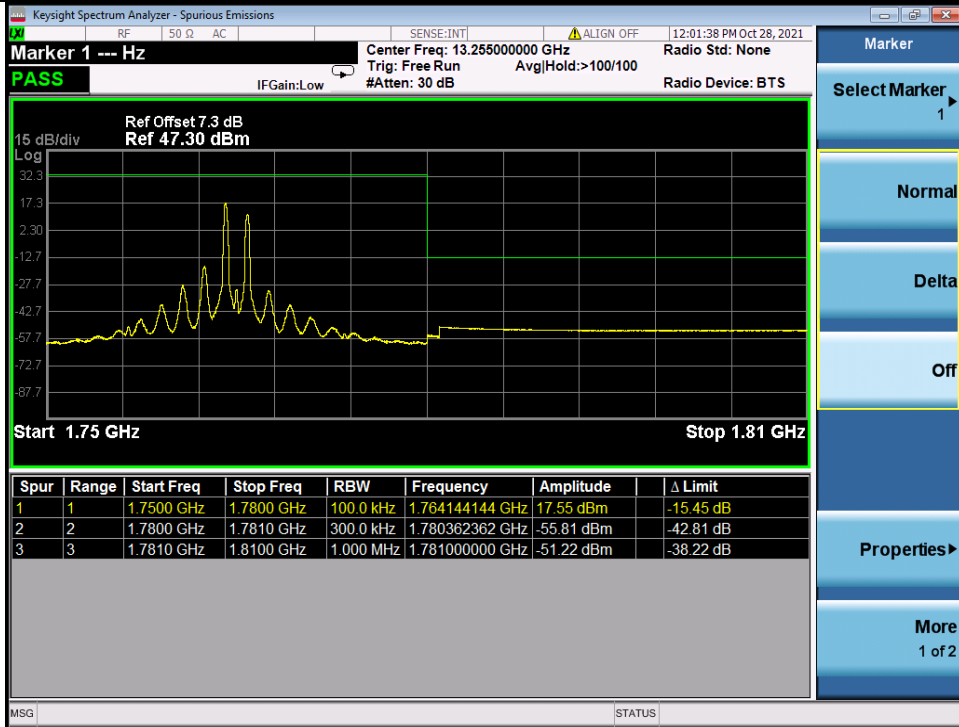 Keysight Spectrum Analyzer - Spurious Emissions
LXI RF 50 Ω AC SENSE:INT ALIGN OFF 12:01:38 PM Oct 28, 2021
Marker 1 --- Hz
Center Freq: 13.255000000 GHz
Radio Std: None
Trig: Free Run Avg|Hold:>100/100
PASS
IFGain:Low
#Atten: 30 dB
Radio Device: BTS
Ref Offset 7.3 dB
15 dB/div Ref 47.30 dBm
Log
32.3
17.3
2.30
-12.7
-27.7
-42.7
-57.7
-72.7
-87.7
Start 1.75 GHz Stop 1.81 GHz
Spur Range Start Freq Stop Freq RBW Frequency Amplitude Δ Limit
1 1 1.7500 GHz 1.7800 GHz 100.0 kHz 1.764144144 GHz 17.55 dBm -15.45 dB
2 2 1.7800 GHz 1.7810 GHz 300.0 kHz 1.780362362 GHz -55.81 dBm -42.81 dB
3 3 1.7810 GHz 1.8100 GHz 1.000 MHz 1.781000000 GHz -51.22 dBm -38.22 dB
MSG STATUS
Marker
Select Marker
1
Normal
Delta
Off
Properties
More
1 of 2